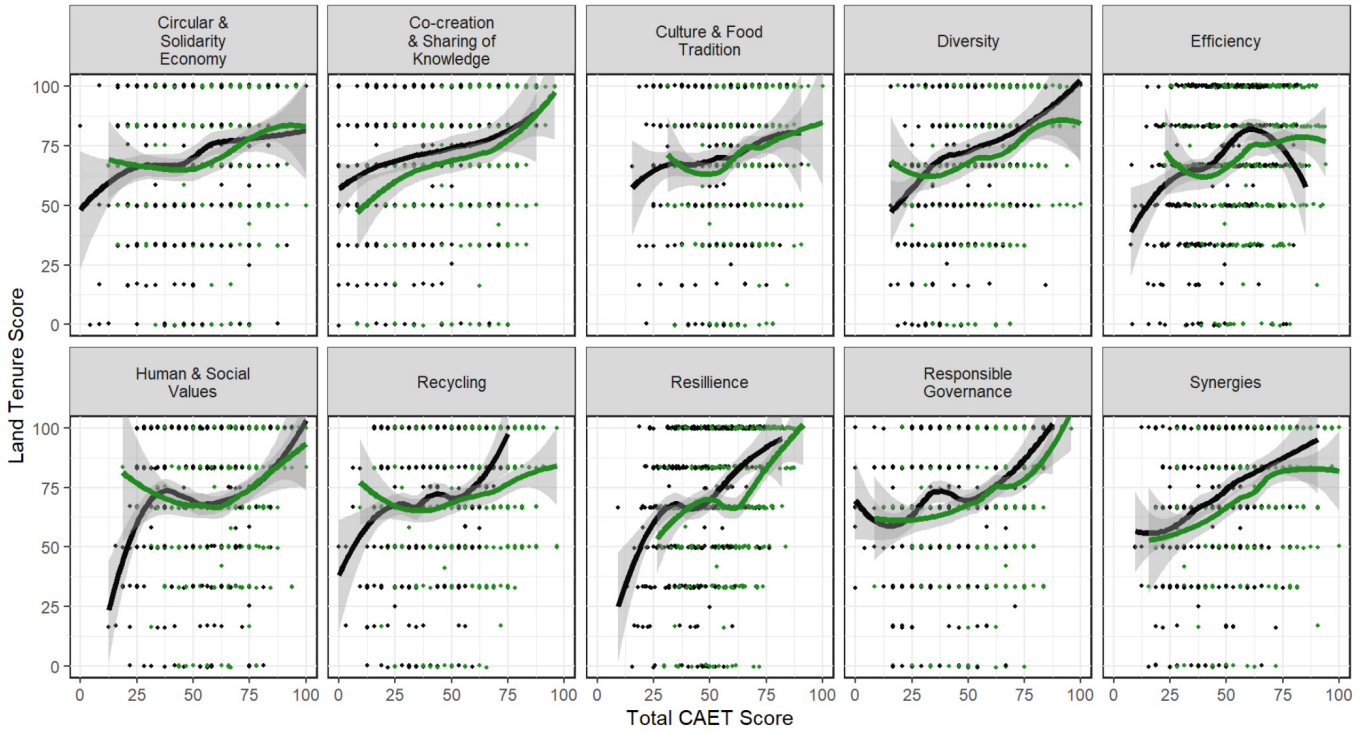 Circular &
Solidarity
Economy
Co-creation
& Sharing of
Knowledge
Culture & Food
Tradition
Diversity
Efficiency
100
75
50
25
0
Human & Social
Values
Recycling
Resillience
Responsible
Governance
Synergies
100
75
50
25
0
0 25 50 75 100
0 25 50 75 100
0 25 50 75 100
0 25 50 75 100
0 25 50 75 100
Land Tenure Score
Total CAET Score